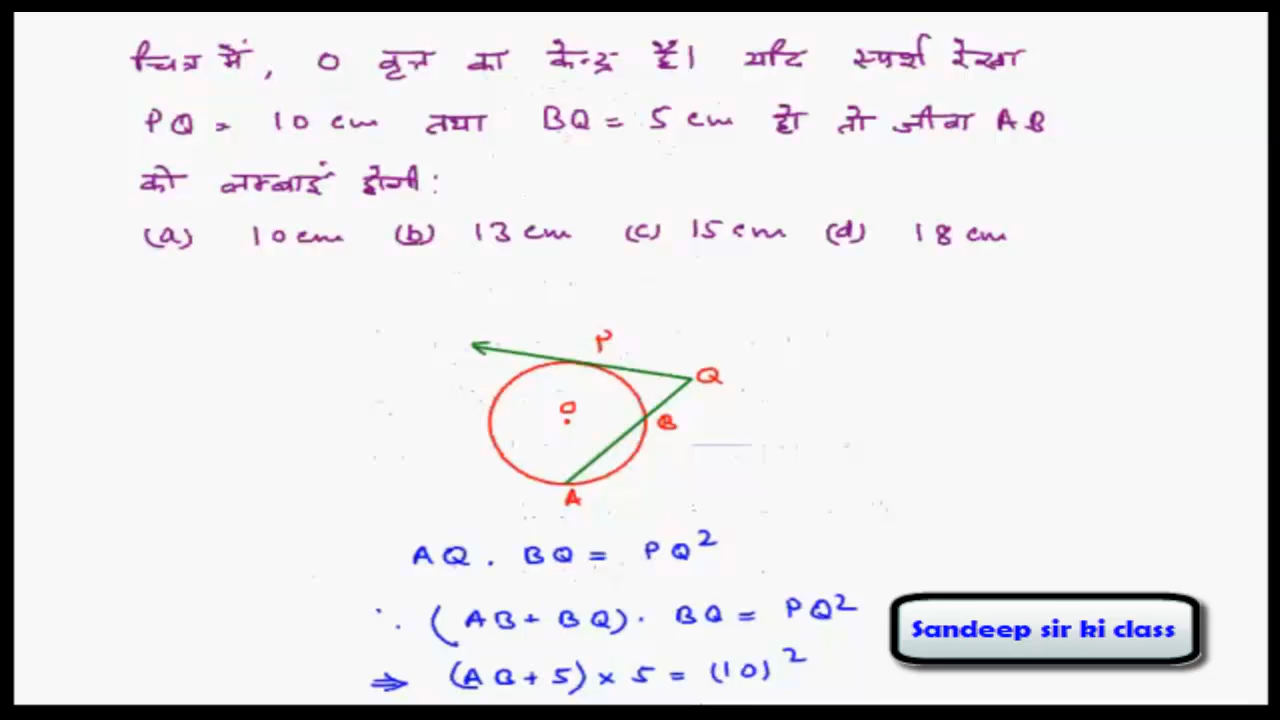 चित्र में, O वृत्त का केन्द्र है। यदि स्पर्श रेखा
PQ = 10 cm तथा BQ = 5 cm हो तो जीवा AB
की लम्बाई होगी:
(a) 10 cm (b) 13 cm (c) 15 cm (d) 18 cm
P
Q
O
B
A
AQ . BQ = PQ²
∴ (AB + BQ) . BQ = PQ²
Sandeep sir ki class
⇒ (AB + 5) × 5 = (10)²